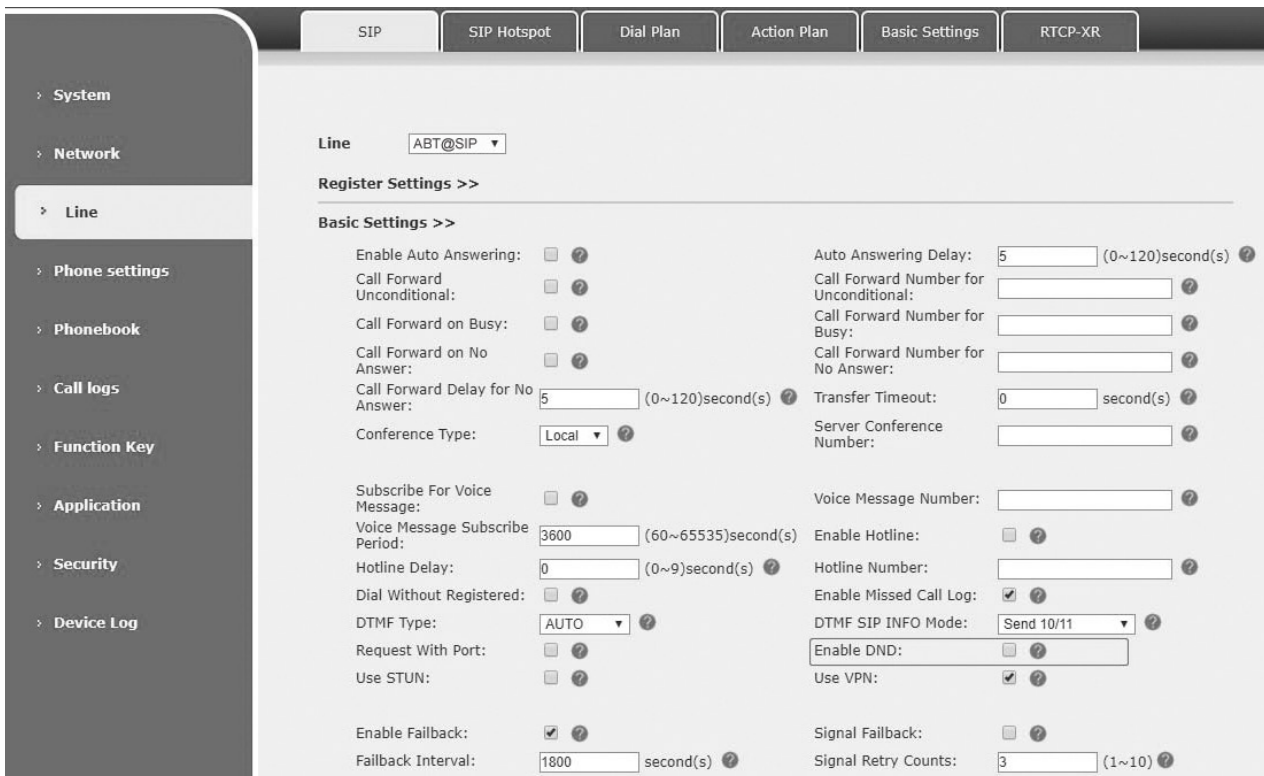 SIP SIP Hotspot Dial Plan Action Plan Basic Settings RTCP-XR
System
Network
Line
Phone settings
Phonebook
Call logs
Function Key
Application
Security
Device Log
Line ABT@SIP
Register Settings >>
Basic Settings >>
Enable Auto Answering: Auto Answering Delay: 5 (0~120)second(s)
Call Forward Unconditional: Call Forward Number for Unconditional:
Call Forward on Busy: Call Forward Number for Busy:
Call Forward on No Answer: Call Forward Number for No Answer:
Call Forward Delay for No Answer: 5 (0~120)second(s) Transfer Timeout: 0 second(s)
Conference Type: Local Server Conference Number:
Subscribe For Voice Message: Voice Message Number:
Voice Message Subscribe Period: 3600 (60~65535)second(s) Enable Hotline:
Hotline Delay: 0 (0~9)second(s) Hotline Number:
Dial Without Registered: Enable Missed Call Log:
DTMF Type: AUTO DTMF SIP INFO Mode: Send 10/11
Request With Port: Enable DND:
Use STUN: Use VPN:
Enable Failback: Signal Failback:
Failback Interval: 1800 second(s) Signal Retry Counts: 3 (1~10)